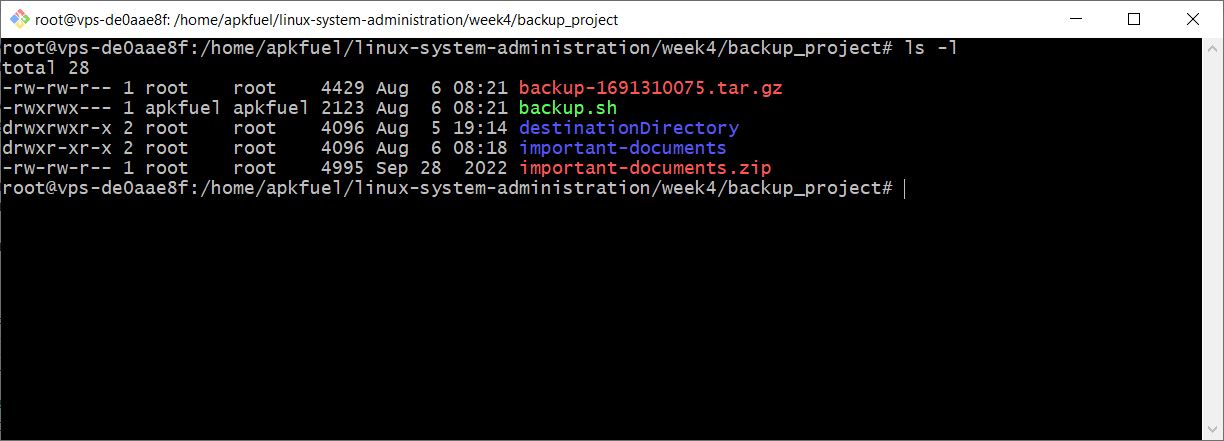 root@vps-de0aae8f: /home/apkfuel/linux-system-administration/week4/backup_project
root@vps-de0aae8f:/home/apkfuel/linux-system-administration/week4/backup_project# ls -l
total 28
-rw-rw-r-- 1 root    root    4429 Aug  6 08:21 backup-1691310075.tar.gz
-rwxrwx--- 1 apkfuel apkfuel 2123 Aug  6 08:21 backup.sh
drwxrwxr-x 2 root    root    4096 Aug  5 19:14 destinationDirectory
drwxr-xr-x 2 root    root    4096 Aug  6 08:18 important-documents
-rw-rw-r-- 1 root    root    4995 Sep 28  2022 important-documents.zip
root@vps-de0aae8f:/home/apkfuel/linux-system-administration/week4/backup_project#